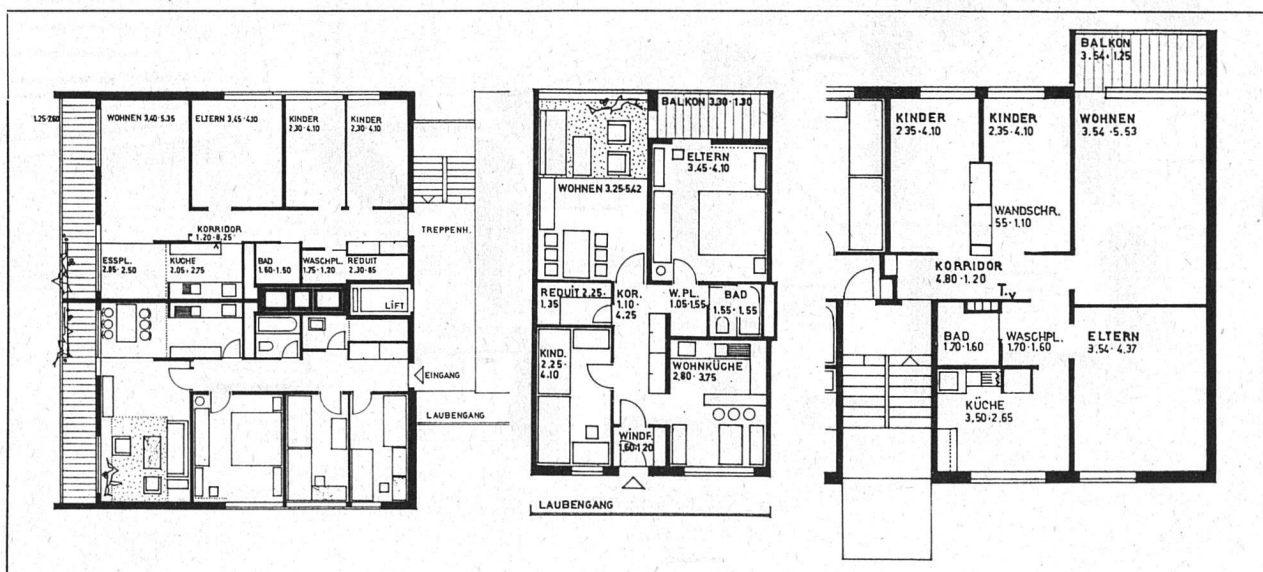 1.25·7.60
WOHNEN 3,40·5.35
ELTERN 3,45·4.10
KINDER
2,30·4.10
KINDER
2,30·4.10
KORRIDOR
1.20·8,25
TREPPENH.
ESSPL.
2.85·2.50
KÜCHE
2.05·2.75
BAD
1.60·1.50
WASCHPL.
1.75·1,20
REDUIT
2.30·85
LIFT
EINGANG
LAUBENGANG
BALKON 3.30·1.30
ELTERN
3.45·4.10
WOHNEN 3.25·5,42
REDUIT 2.25·
1,35
KOR.
1,10·
4.25
W.PL.
1.05·1,55
BAD
1.55·1,55
KIND.
2,25·
4.10
WOHNKÜCHE
2,80·3,75
WINDF.
1,60·1,20
LAUBENGANG
BALKON
3.54·1.25
KINDER
2.35·4.10
KINDER
2,35·4.10
WOHNEN
3.54·5.53
WANDSCHR.
55·1,10
KORRIDOR
4.80·1.20
BAD
1.70·1.60
WASCHPL.
1.70·1.60
ELTERN
3,54·4,37
KÜCHE
3,50·2,65